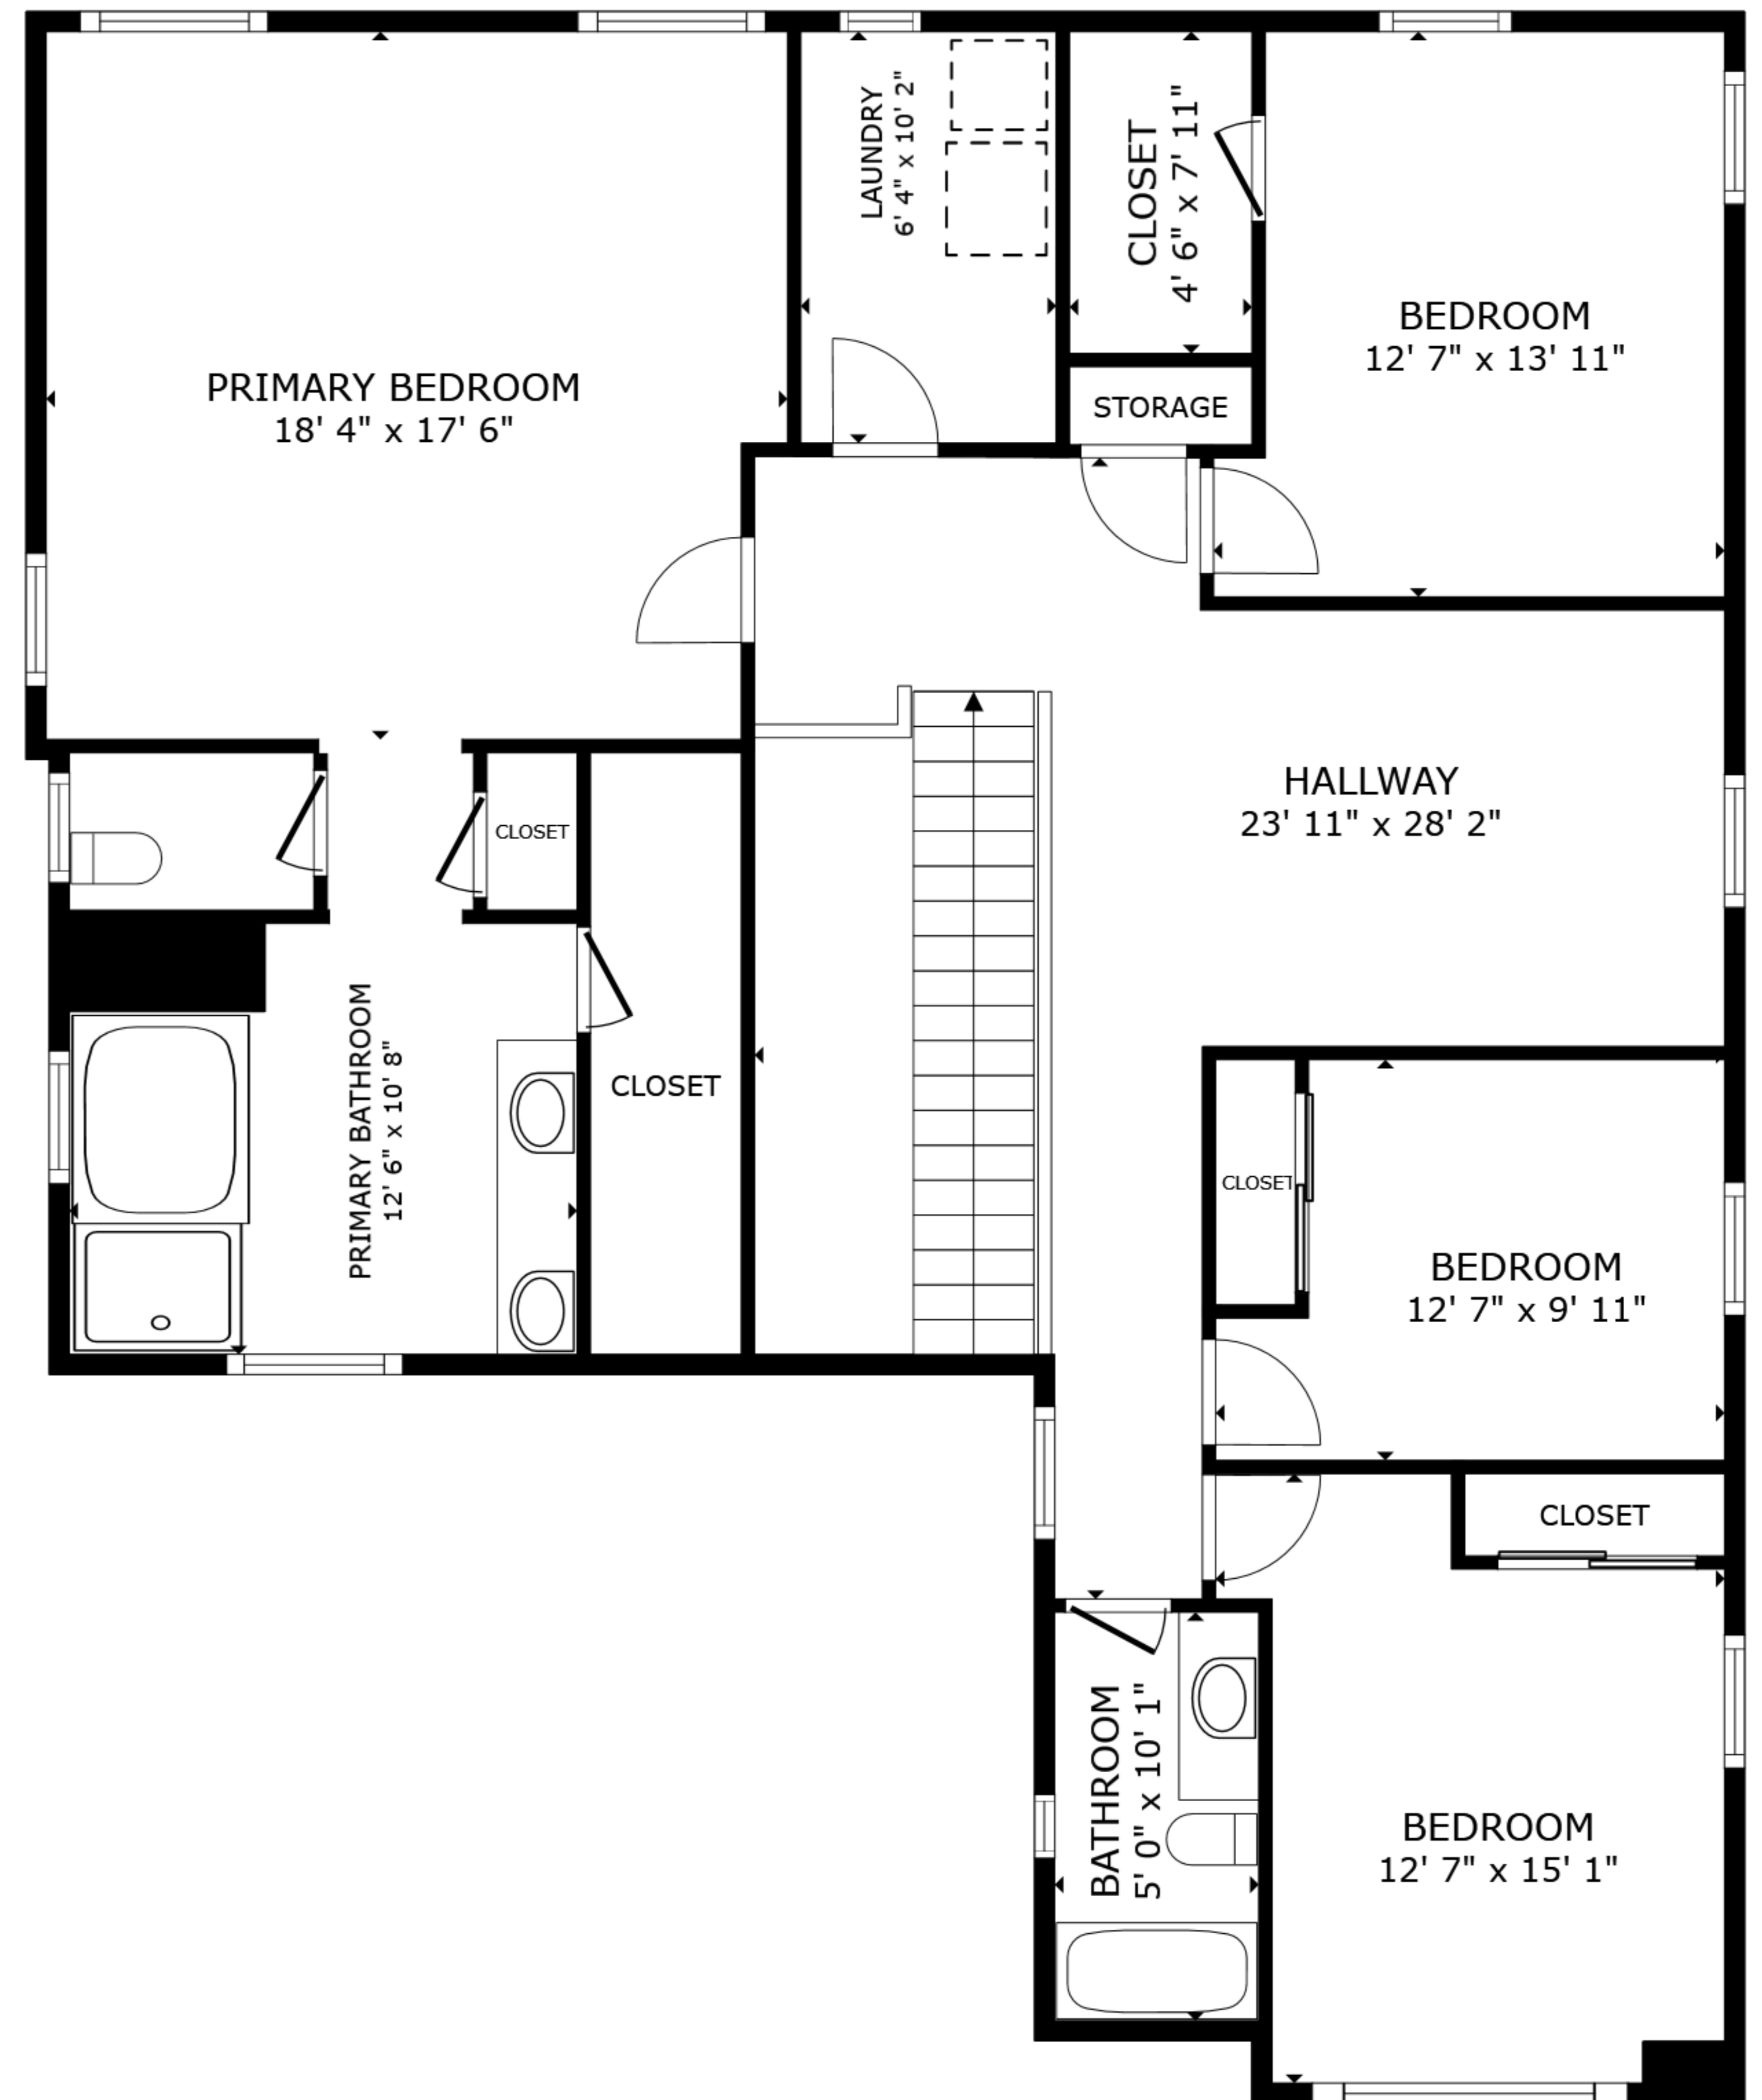 LAUNDRY
6' 4" x 10' 2"
CLOSET
4' 6" x 7' 11"
BEDROOM
12' 7" x 13' 11"
PRIMARY BEDROOM
18' 4" x 17' 6"
STORAGE
HALLWAY
23' 11" x 28' 2"
CLOSET
PRIMARY BATHROOM
12' 6" x 10' 8"
CLOSET
CLOSET
BEDROOM
12' 7" x 9' 11"
CLOSET
BATHROOM
5' 0" x 10' 1"
BEDROOM
12' 7" x 15' 1"